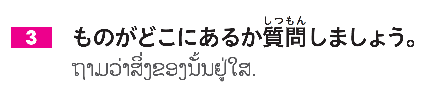 3 ものがどこにあるか質問しましょう。
ຖາມວ່າສິ່ງຂອງນັ້ນຢູ່ໃສ.